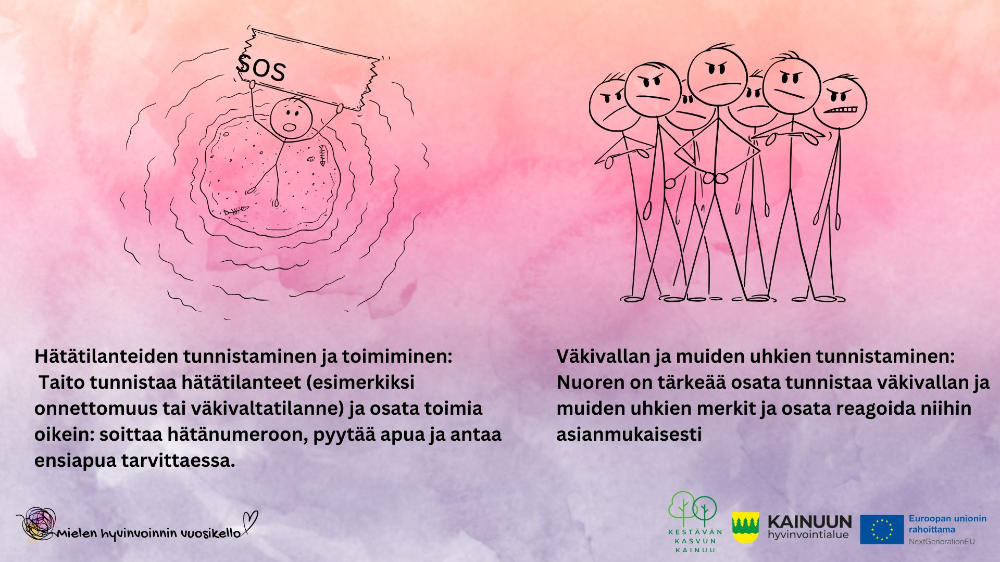 SOS
Hätätilanteiden tunnistaminen ja toimiminen:
Taito tunnistaa hätätilanteet (esimerkiksi
onnettomuus tai väkivaltatilanne) ja osata toimia
oikein: soittaa hätänumeroon, pyytää apua ja antaa
ensiapua tarvittaessa.
Väkivallan ja muiden uhkien tunnistaminen:
Nuoren on tärkeää osata tunnistaa väkivallan ja
muiden uhkien merkit ja osata reagoida niihin
asianmukaisesti
Mielen hyvinvoinnin vuosikello
KESTÄVÄN
KASVUN
KAINUU
KAINUUN
hyvinvointialue
Euroopan unionin
rahoittama
NextGenerationEU